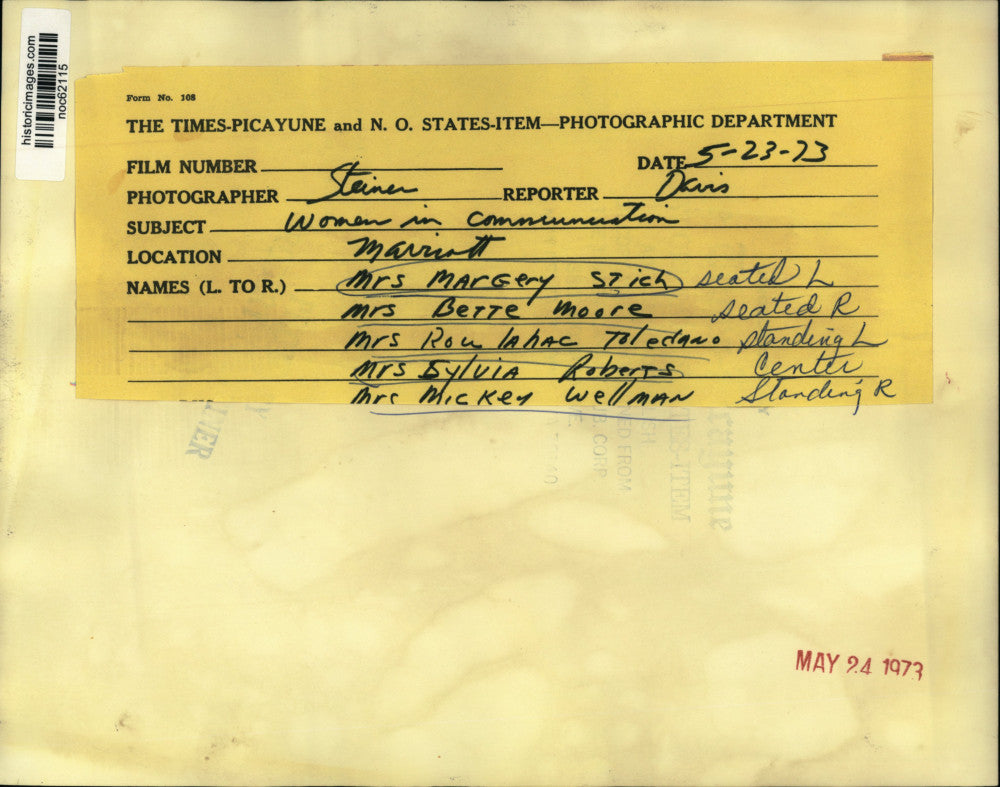 historicimages.com
noc62115
Form No. 108
THE TIMES-PICAYUNE and N. O. STATES-ITEM—PHOTOGRAPHIC DEPARTMENT
FILM NUMBER
DATE 5-23-73
PHOTOGRAPHER Steiner REPORTER Davis
SUBJECT Women in Communication
LOCATION Marriott
NAMES (L. TO R.) Mrs Margery Stich seated L
Mrs Bette Moore seated R
Mrs Rou lahac Toledano standing L
Mrs Sylvia Roberts Center
Mrs Mickey Wellman Standing R
MAY 24 1973